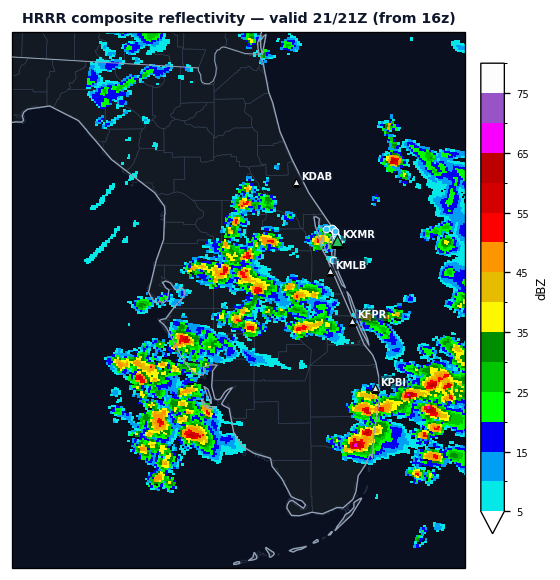 HRRR composite reflectivity — valid 21/21Z (from 16z)
75
65
55
45
35
25
15
5
dBZ
KDAB
KXMR
KMLB
KFPR
KPBI